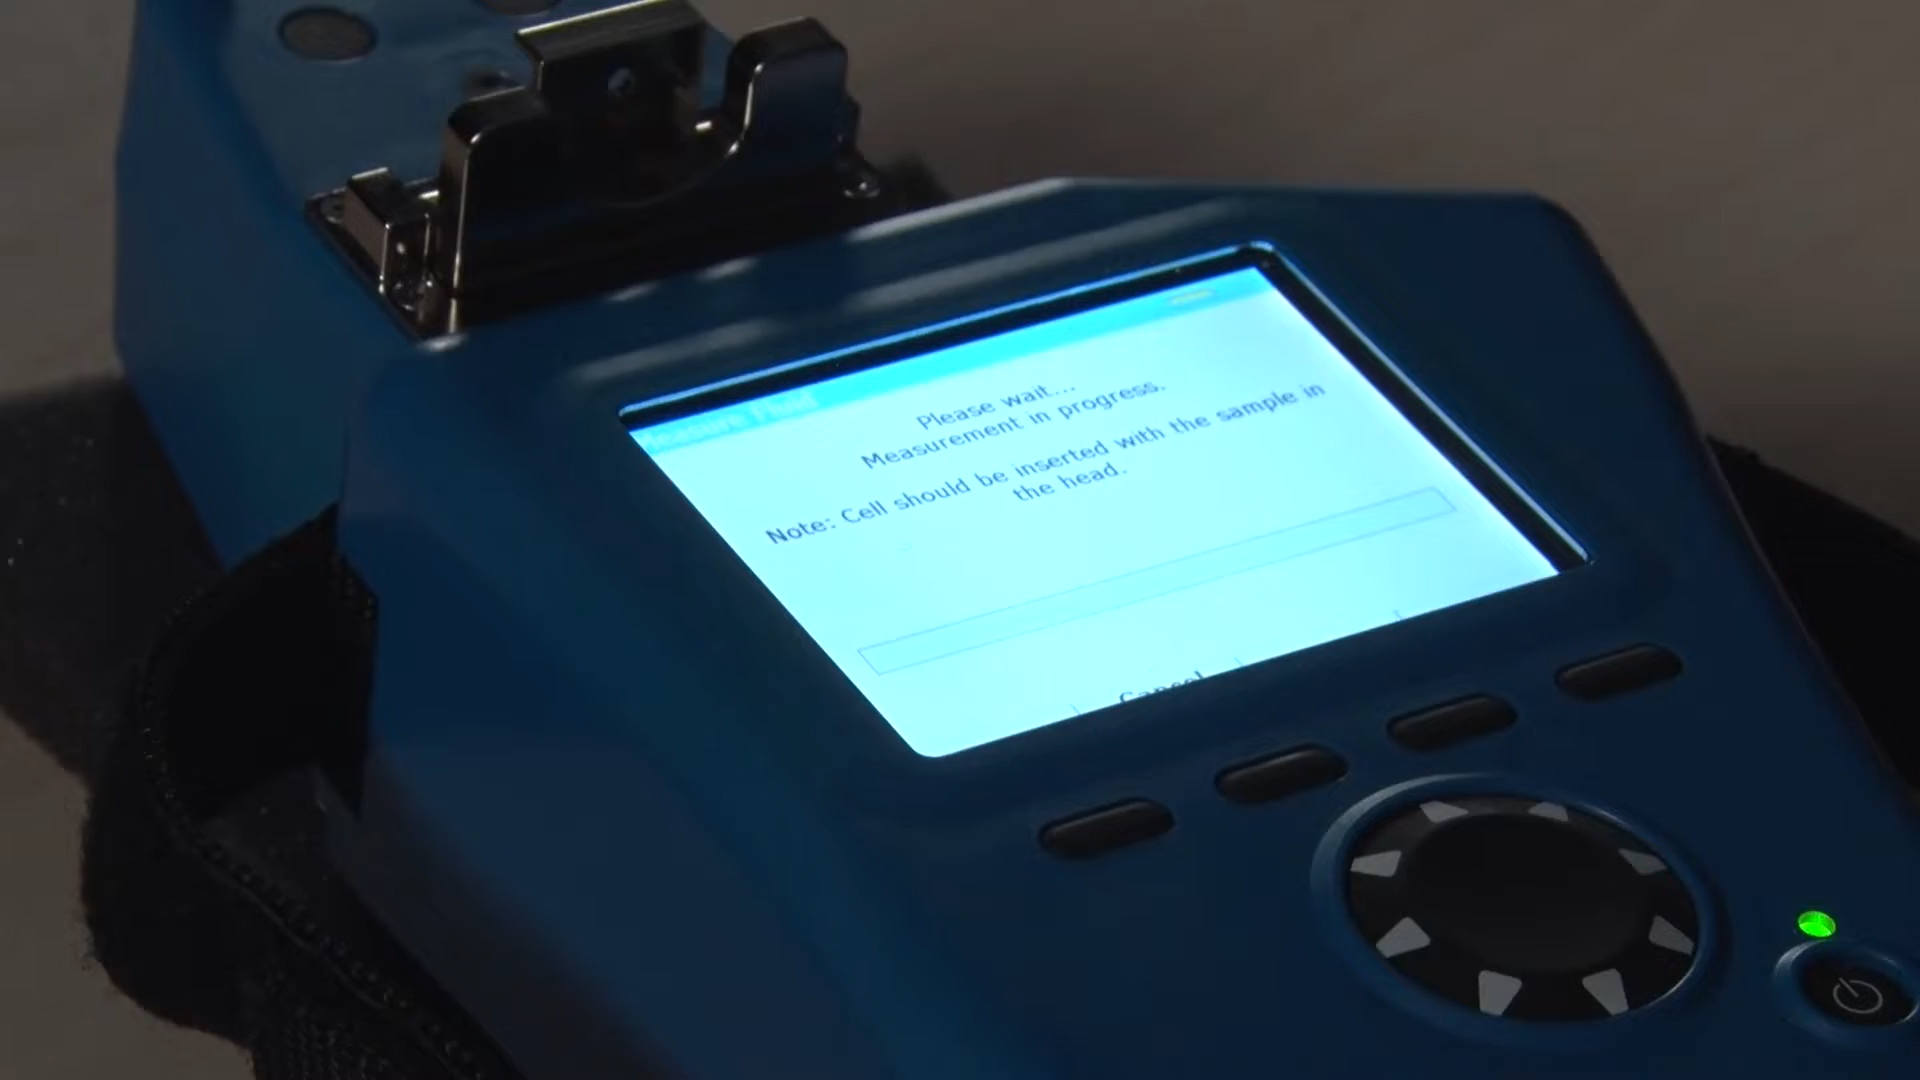 Measure Fluid
Please wait...
Measurement in progress.
Note: Cell should be inserted with the sample in
the head.
Cancel